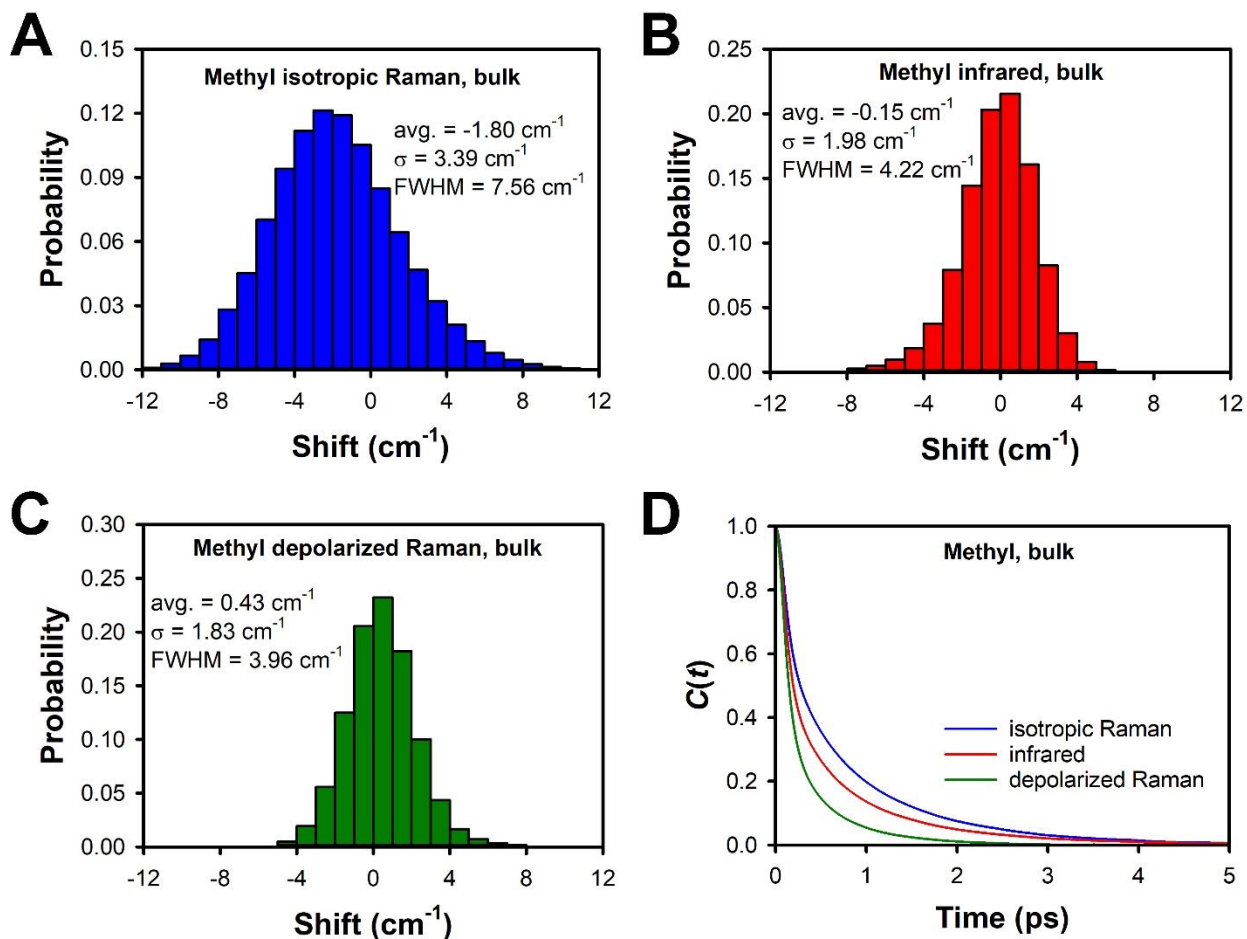 A
Methyl isotropic Raman, bulk
avg. = -1.80 cm⁻¹
σ = 3.39 cm⁻¹
FWHM = 7.56 cm⁻¹
Probability
0.15
0.12
0.09
0.06
0.03
0.00
-12 -8 -4 0 4 8 12
Shift (cm⁻¹)
B
Methyl infrared, bulk
avg. = -0.15 cm⁻¹
σ = 1.98 cm⁻¹
FWHM = 4.22 cm⁻¹
Probability
0.25
0.20
0.15
0.10
0.05
0.00
-12 -8 -4 0 4 8 12
Shift (cm⁻¹)
C
Methyl depolarized Raman, bulk
avg. = 0.43 cm⁻¹
σ = 1.83 cm⁻¹
FWHM = 3.96 cm⁻¹
Probability
0.30
0.25
0.20
0.15
0.10
0.05
0.00
-12 -8 -4 0 4 8 12
Shift (cm⁻¹)
D
Methyl, bulk
C(t)
1.0
0.8
0.6
0.4
0.2
0.0
isotropic Raman
infrared
depolarized Raman
0 1 2 3 4 5
Time (ps)